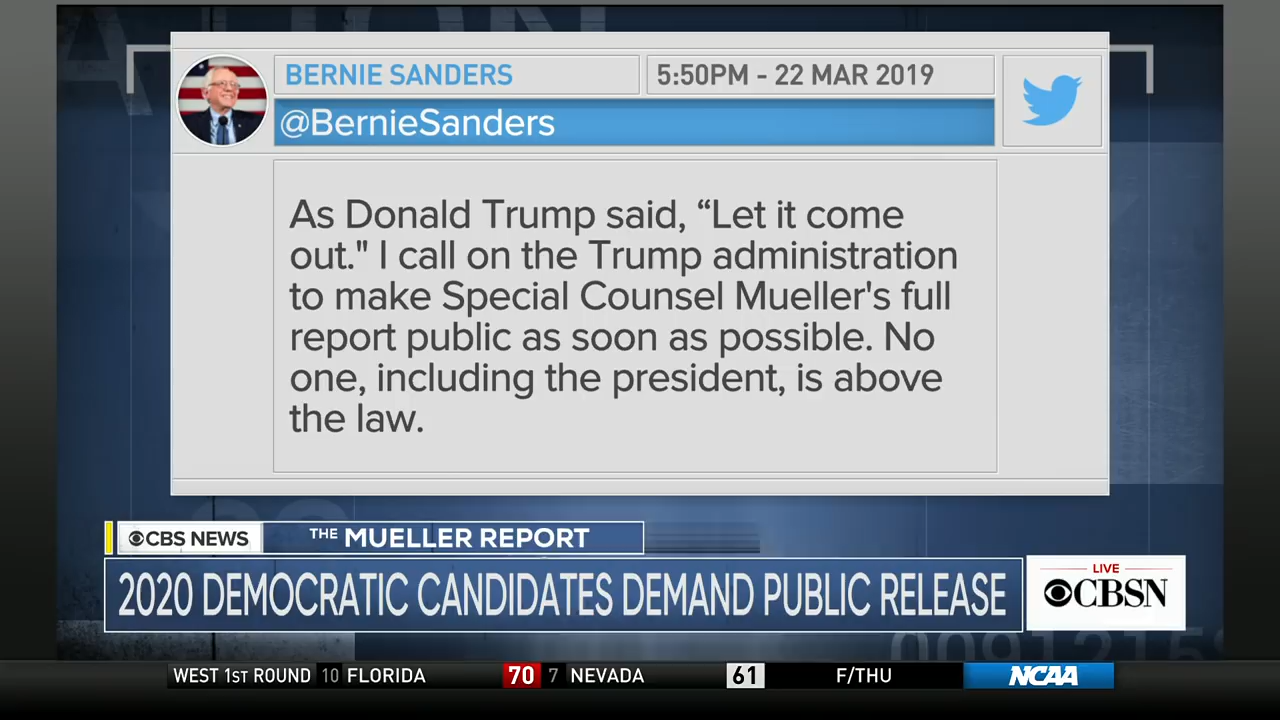 BERNIE SANDERS
5:50PM - 22 MAR 2019
@BernieSanders
As Donald Trump said, “Let it come
out." I call on the Trump administration
to make Special Counsel Mueller's full
report public as soon as possible. No
one, including the president, is above
the law.
CBS NEWS
THE MUELLER REPORT
2020 DEMOCRATIC CANDIDATES DEMAND PUBLIC RELEASE
LIVE
CBSN
WEST 1ST ROUND 10 FLORIDA 70 7 NEVADA 61 F/THU NCAA